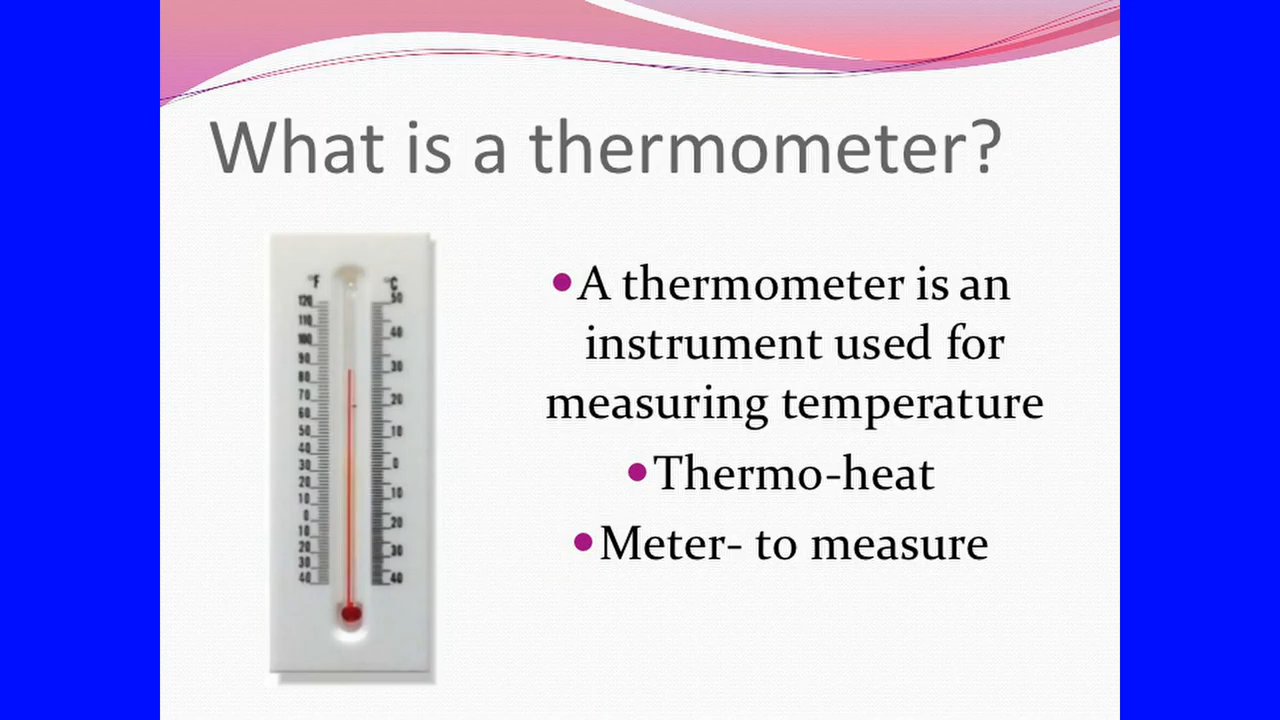 What is a thermometer?
°F °C
120 50
110
100 40
90
80 30
70
60 20
50
40 10
30
20 0
10
0 10
10
20 20
30 30
40 40
•A thermometer is an
instrument used for
measuring temperature
•Thermo-heat
•Meter- to measure